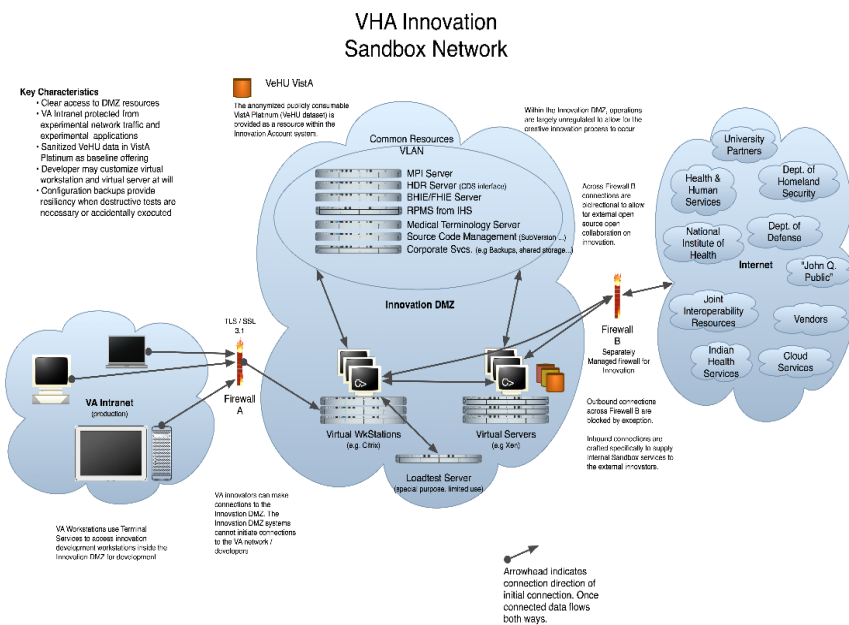 VHA Innovation
Sandbox Network
Key Characteristics
• Clear access to DMZ resources
• VA Intranet protected from
experimental network traffic and
experimental applications
• Sanitized VeHU data in VistA
Platinum as baseline offering
• Developer may customize virtual
workstation and virtual server at will
• Configuration backups provide
resiliency when destructive tests are
necessary or accidentally executed
VeHU VistA
The anonymized publicly consumable
VistA Platinum (VeHU dataset) is
provided as a resource within the
Innovation Account system.
Within the Innovation DMZ, operations
are largely unregulated to allow for the
creative innovation process to occur
Common Resources
VLAN
MPI Server
HDR Server (CDS interface)
BHIE/FHIE Server
RPMS from IHS
Medical Terminology Server
Source Code Management (SubVersion ...)
Corporate Svcs. (e.g Backups, shared storage...)
Innovation DMZ
Across Firewall B
connections are
bidirectional to allow
for external open
source open
collaboration on
innovation.
University
Partners
Health &
Human
Services
Dept. of
Homeland
Security
National
Institute of
Health
Dept. of
Defense
Internet
"John Q.
Public"
Joint
Interoperability
Resources
Vendors
Indian
Health
Services
Cloud
Services
TLS / SSL
3.1
Firewall
A
VA Intranet
(production)
Firewall
B
Separately
Managed firewall for
Innovation
C>
C>
Virtual WkStations
(e.g. Citrix)
Virtual Servers
(e.g Xen)
Loadtest Server
(special purpose, limited use)
Outbound connections
across Firewall B are
blocked by exception.
Inbound connections are
crafted specifically to supply
internal Sandbox services to
the external innovators.
VA innovators can make
connections to the
Innovation DMZ. The
Innovation DMZ systems
cannot initiate connections
to the VA network /
developers
VA Workstations use Terminal
Services to access innovation
development workstations inside the
Innovation DMZ for development
Arrowhead indicates
connection direction of
initial connection. Once
connected data flows
both ways.